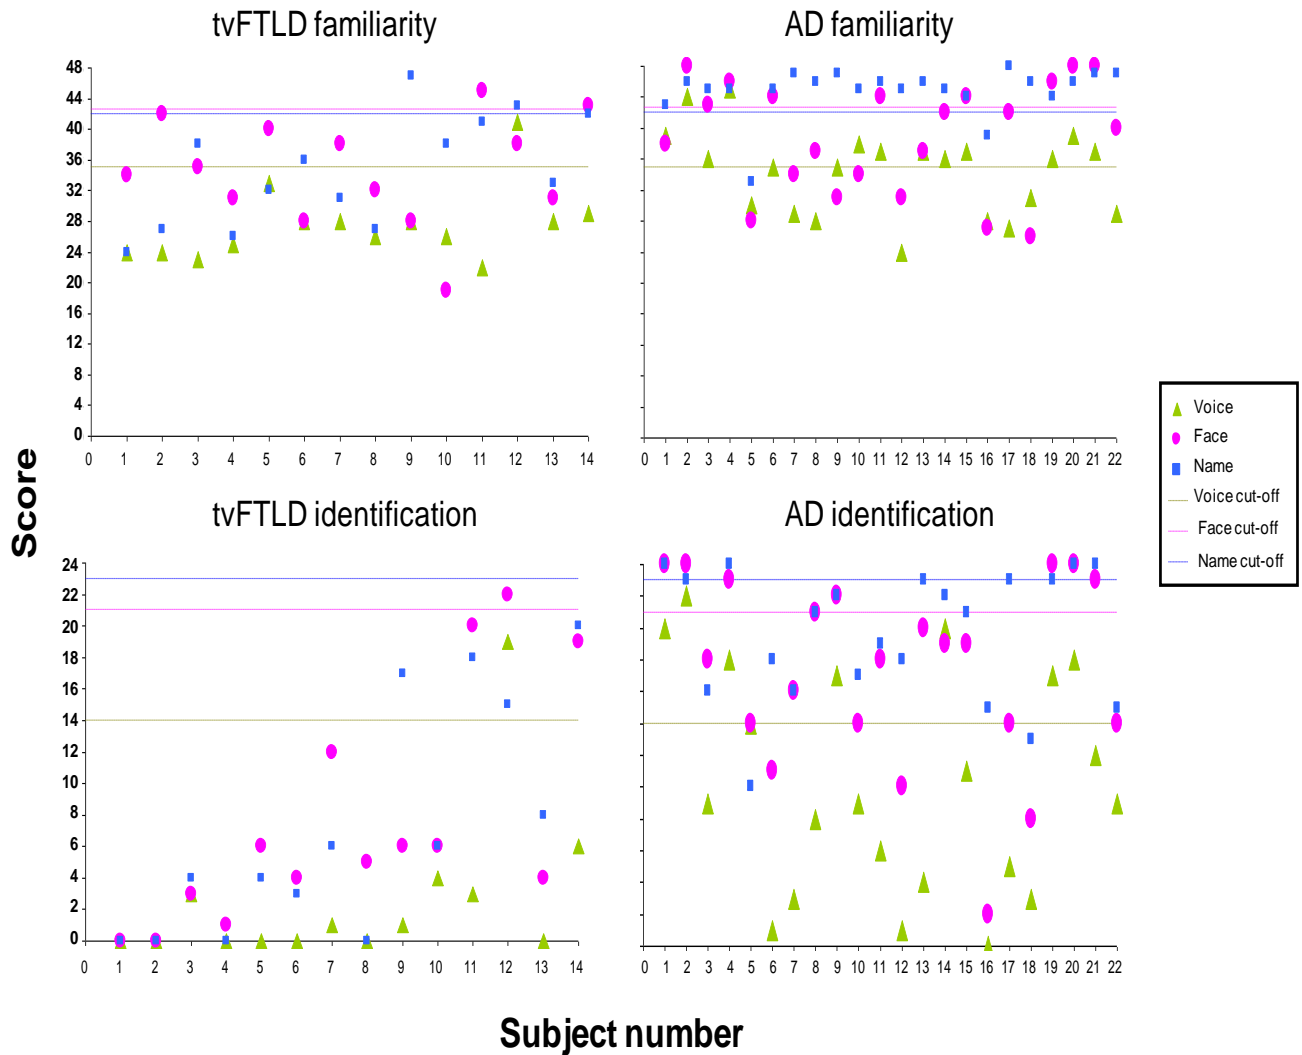 tvFTLD familiarity
AD familiarity
48
44
40
36
32
28
24
20
16
12
8
4
0
0 1 2 3 4 5 6 7 8 9 10 11 12 13 14
0 1 2 3 4 5 6 7 8 9 10 11 12 13 14 15 16 17 18 19 20 21 22
Voice
Face
Name
Voice cut-off
Face cut-off
Name cut-off
Score
tvFTLD identification
AD identification
24
22
20
18
16
14
12
10
8
6
4
2
0
0 1 2 3 4 5 6 7 8 9 10 11 12 13 14
0 1 2 3 4 5 6 7 8 9 10 11 12 13 14 15 16 17 18 19 20 21 22
Subject number